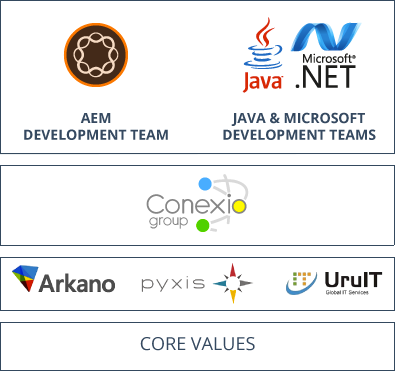 Java
Microsoft®
.NET
AEM
DEVELOPMENT TEAM
JAVA & MICROSOFT
DEVELOPMENT TEAMS
Conexio
group
Arkano
pyxis
UruIT
Global IT Services
CORE VALUES